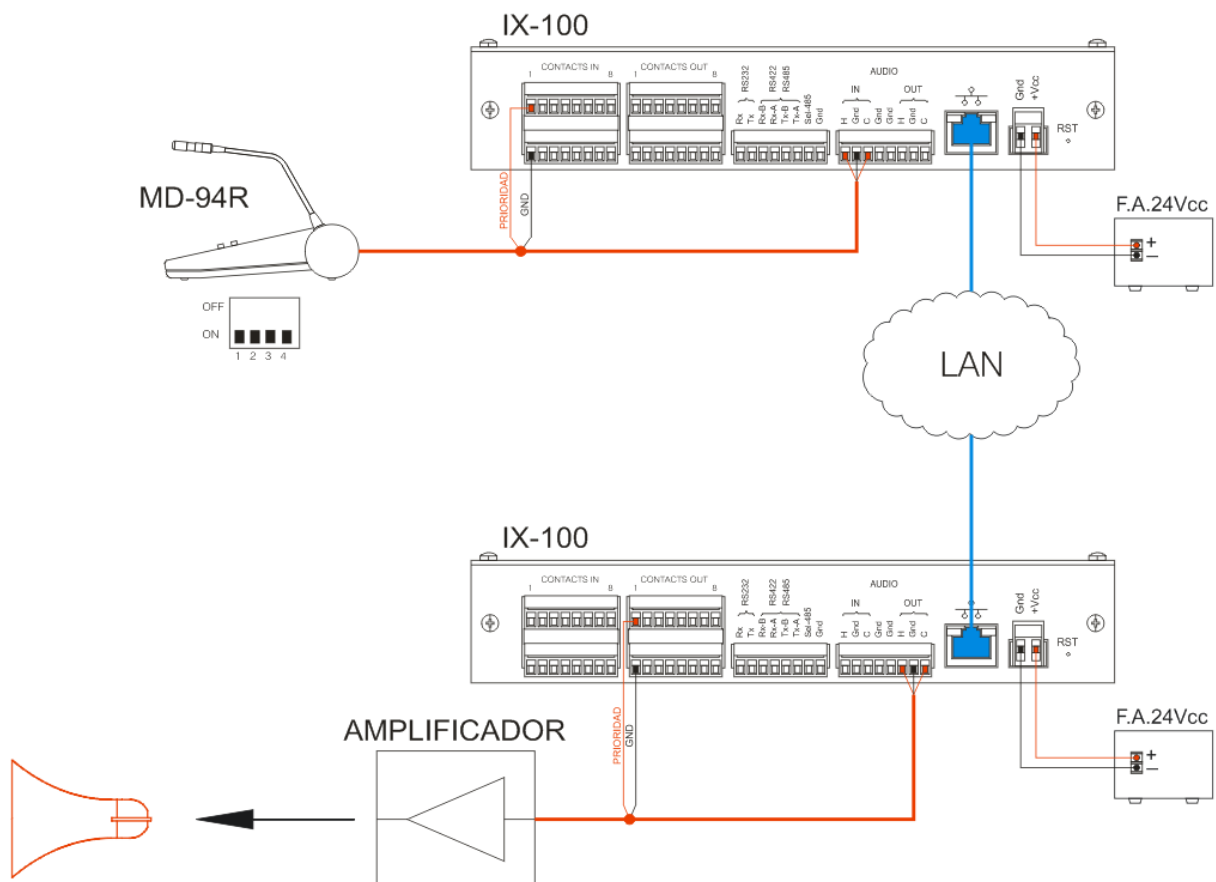 IX-100
CONTACTS IN
1 8
CONTACTS OUT
1 8
RS232
RS422
RS485
Rx
Tx
Rx-B
Rx-A
Tx-B
Tx-A
Sel-485
Gnd
AUDIO
IN
OUT
H
Gnd
C
Gnd
Gnd
H
Gnd
C
Gnd
+Vcc
RST
MD-94R
PRIORIDAD
GND
F.A.24Vcc
+
–
OFF
ON
1 2 3 4
LAN
IX-100
CONTACTS IN
1 8
CONTACTS OUT
1 8
RS232
RS422
RS485
Rx
Tx
Rx-B
Rx-A
Tx-B
Tx-A
Sel-485
Gnd
AUDIO
IN
OUT
H
Gnd
C
Gnd
Gnd
H
Gnd
C
Gnd
+Vcc
RST
PRIORIDAD
GND
F.A.24Vcc
+
–
AMPLIFICADOR